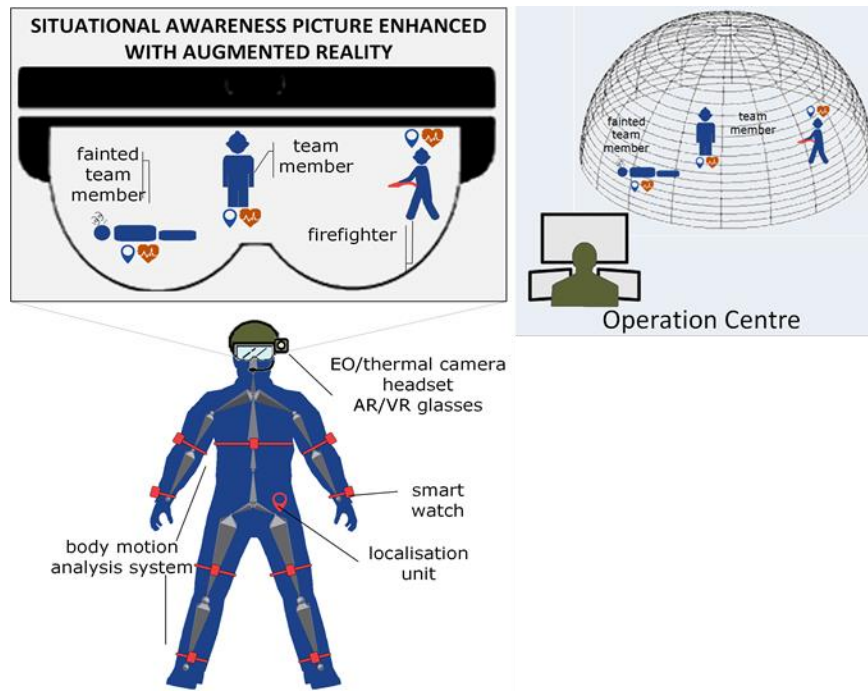 SITUATIONAL AWARENESS PICTURE ENHANCED
WITH AUGMENTED REALITY
fainted
team
member
team
member
firefighter
fainted
team
member
team
member
Operation Centre
EO/thermal camera
headset
AR/VR glasses
smart
watch
localisation
unit
body motion
analysis system